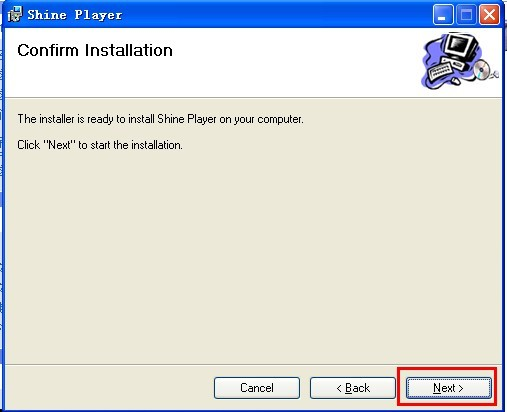 Shine Player
Confirm Installation
The installer is ready to install Shine Player on your computer.
Click "Next" to start the installation.
Cancel
< Back
Next >